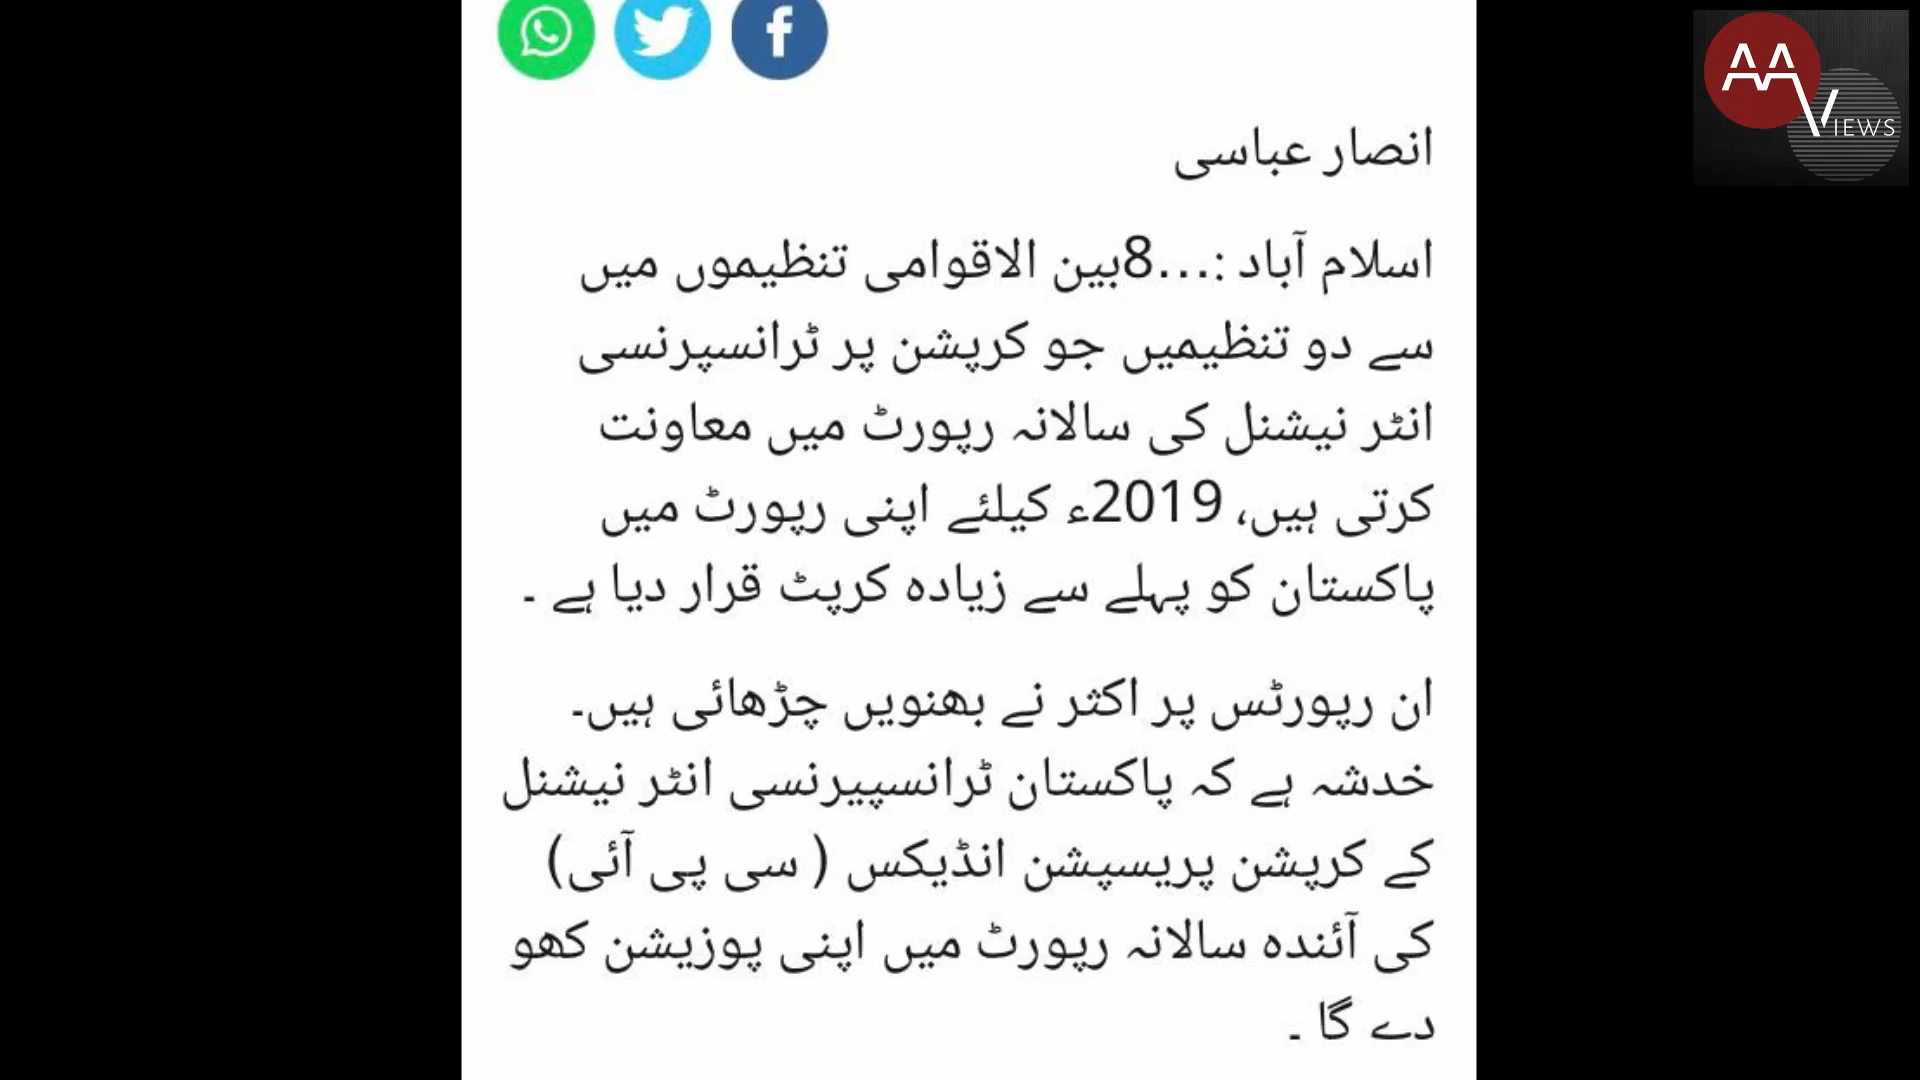 AA
VIEWS
انصار عباسی
اسلام آباد :...8بین الاقوامی تنظیموں میں
سے دو تنظیمیں جو کرپشن پر ٹرانسپرنسی
انٹر نیشنل کی سالانہ رپورٹ میں معاونت
کرتی ہیں، 2019ء کیلئے اپنی رپورٹ میں
پاکستان کو پہلے سے زیادہ کرپٹ قرار دیا ہے ۔
ان رپورٹس پر اکثر نے بھنویں چڑھائی ہیں۔
خدشہ ہے کہ پاکستان ٹرانسپیرنسی انٹر نیشنل
کے کرپشن پریسپشن انڈیکس ( سی پی آئی)
کی آئندہ سالانہ رپورٹ میں اپنی پوزیشن کھو
دے گا ۔